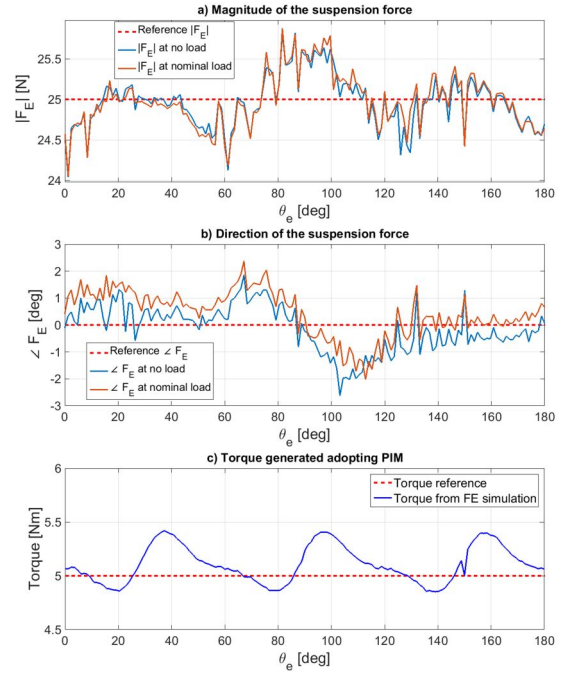 a) Magnitude of the suspension force
Reference |F_E|
|F_E| at no load
|F_E| at nominal load
|F_E| [N]
25.5
25
24.5
24
0 20 40 60 80 100 120 140 160 180
θ_e [deg]
b) Direction of the suspension force
∠ F_E [deg]
3
2
1
0
-1
-2
-3
Reference ∠ F_E
∠ F_E at no load
∠ F_E at nominal load
0 20 40 60 80 100 120 140 160 180
θ_e [deg]
c) Torque generated adopting PIM
Torque reference
Torque from FE simulation
Torque [Nm]
6
5.5
5
4.5
0 20 40 60 80 100 120 140 160 180
θ_e [deg]